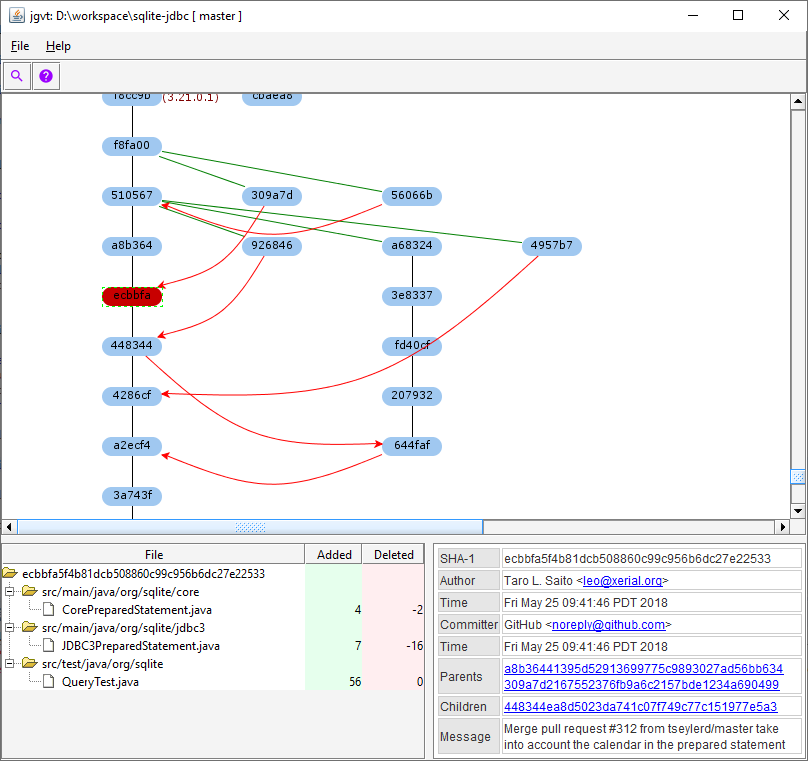 jgvt: D:\workspace\sqlite-jdbc [ master ]
File Help
f8cc9b (3.21.0.1) cbaea8
f8fa00
510567 309a7d 56066b
a8b364 926846 a68324 4957b7
ecbbfa 3e8337
448344 fd40cf
4286cf 207932
a2ecf4 644faf
3a743f
File Added Deleted
ecbbfa5f4b81dcb508860c99c956b6dc27e22533
src/main/java/org/sqlite/core
CorePreparedStatement.java 4 -2
src/main/java/org/sqlite/jdbc3
JDBC3PreparedStatement.java 7 -16
src/test/java/org/sqlite
QueryTest.java 56 0
SHA-1 ecbbfa5f4b81dcb508860c99c956b6dc27e22533
Author Taro L. Saito <leo@xerial.org>
Time Fri May 25 09:41:46 PDT 2018
Committer GitHub <noreply@github.com>
Time Fri May 25 09:41:46 PDT 2018
Parents a8b36441395d52913699775c9893027ad56bb634
309a7d2167552376fb9a6c2157bde1234a690499
Children 448344ea8d5023da741c07f749c77c151977e5a3
Message Merge pull request #312 from tseylerd/master take
into account the calendar in the prepared statement